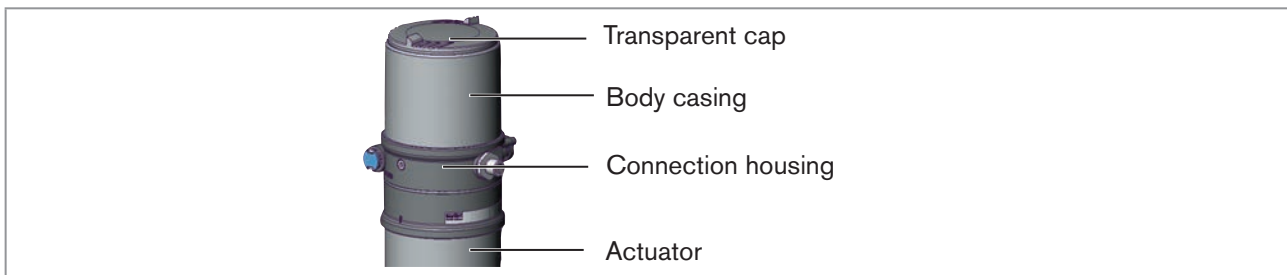 Transparent cap
Body casing
Connection housing
Actuator